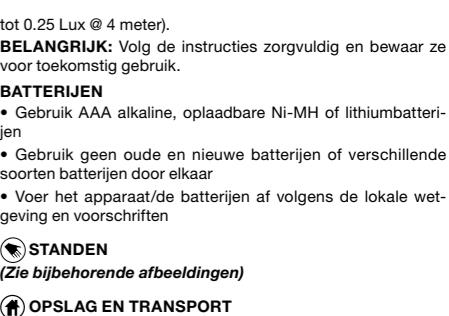 tot 0.25 Lux @ 4 meter).
BELANGRIJK: Volg de instructies zorgvuldig en bewaar ze
voor toekomstig gebruik.
BATTERIJEN
• Gebruik AAA alkaline, oplaadbare Ni-MH of lithiumbatteri-
jen
• Gebruik geen oude en nieuwe batterijen of verschillende
soorten batterijen door elkaar
• Voer het apparaat/de batterijen af volgens de lokale wet-
geving en voorschriften
STANDEN
(Zie bijbehorende afbeeldingen)
OPSLAG EN TRANSPORT